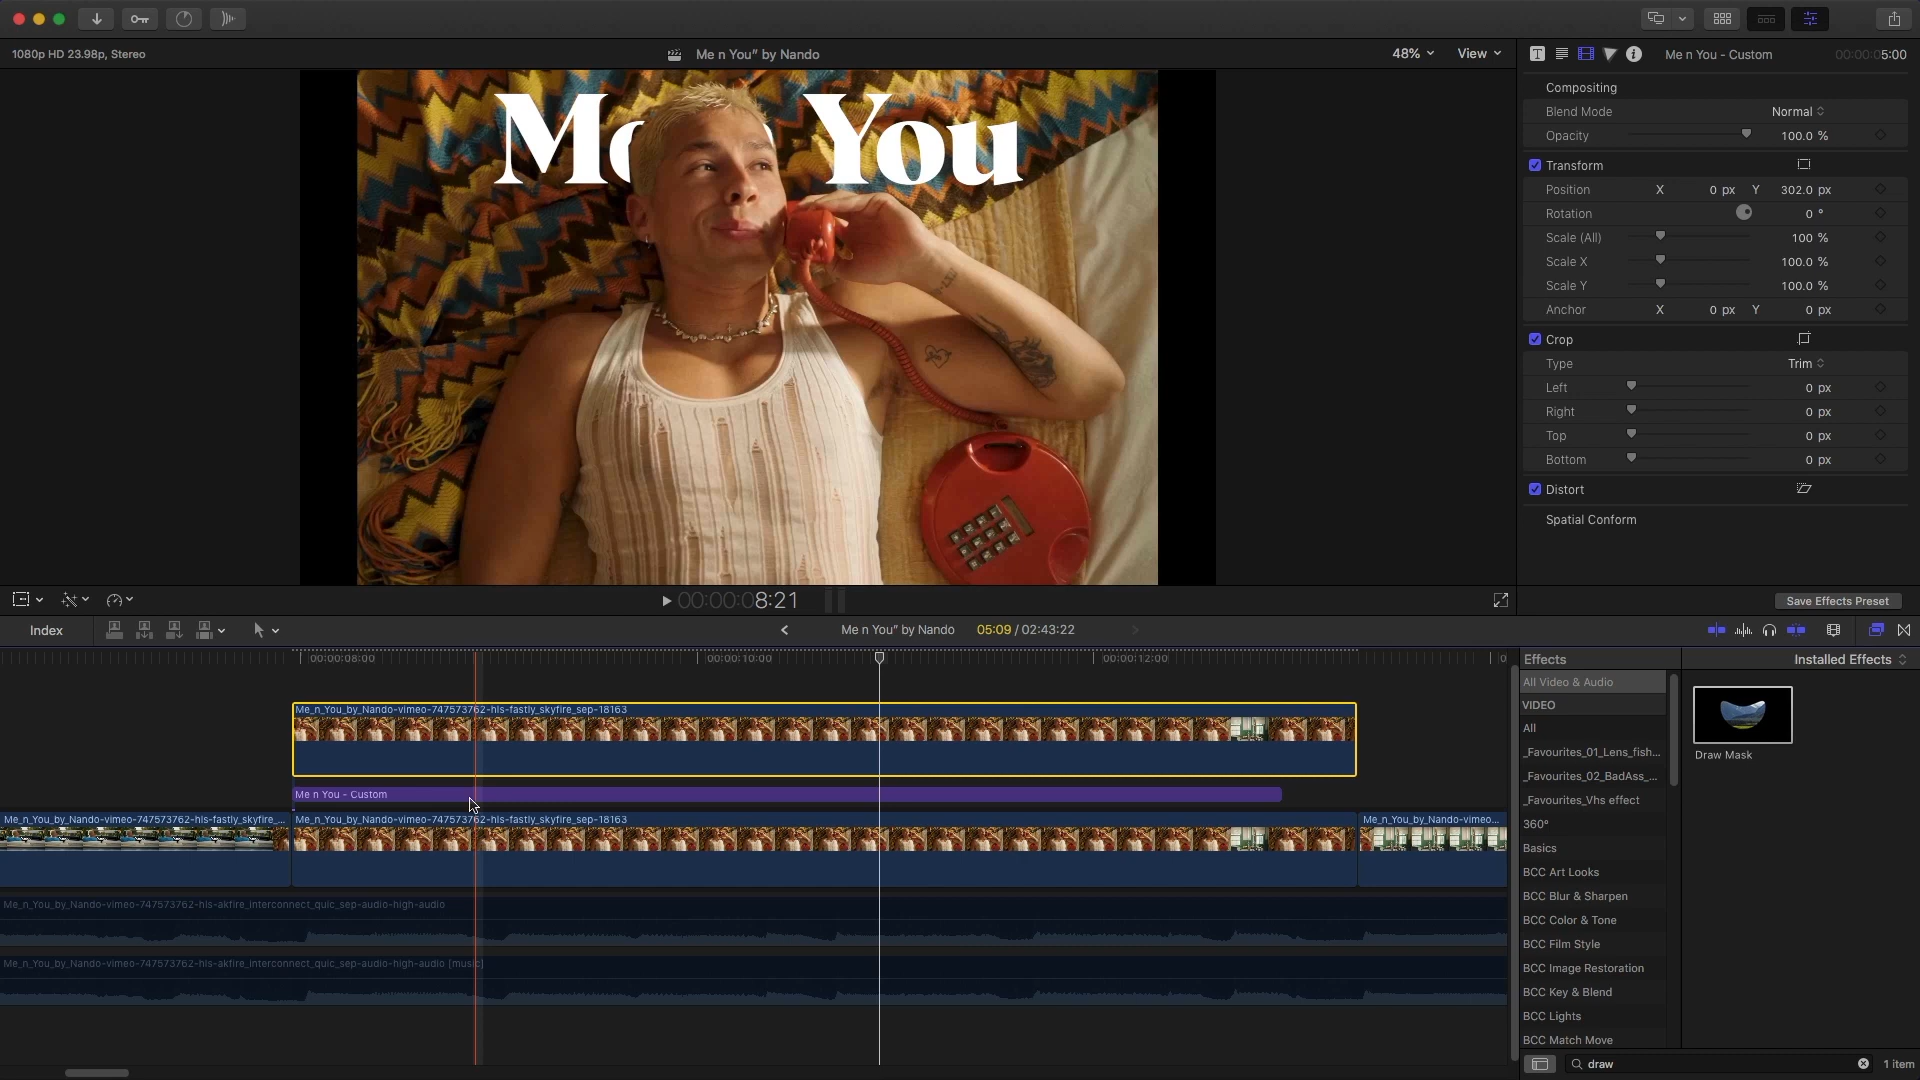 1080p HD 23.98p, Stereo
Me n You" by Nando
48%
View
Me n You - Custom
00:00:05:00
Me You
Compositing
Blend Mode Normal
Opacity 100.0 %
Transform
Position X 0 px Y 302.0 px
Rotation 0 °
Scale (All) 100 %
Scale X 100.0 %
Scale Y 100.0 %
Anchor X 0 px Y 0 px
Crop
Type Trim
Left 0 px
Right 0 px
Top 0 px
Bottom 0 px
Distort
Spatial Conform
00:00:08:21
Save Effects Preset
Index
Me n You" by Nando 05:09 / 02:43:22
00:00:08:00
00:00:10:00
00:00:12:00
Me_n_You_by_Nando-vimeo-747573762-hls-fastly_skyfire_sep-18163
Me n You - Custom
Me_n_You_by_Nando-vimeo-747573762-hls-fastly_skyfire_...
Me_n_You_by_Nando-vimeo-747573762-hls-fastly_skyfire_sep-18163
Me_n_You_by_Nando-vimeo...
Me_n_You_by_Nando-vimeo-747573762-hls-akfire_interconnect_quic_sep-audio-high-audio
Me_n_You_by_Nando-vimeo-747573762-hls-akfire_interconnect_quic_sep-audio-high-audio [music]
Effects
Installed Effects
All Video & Audio
VIDEO
All
_Favourites_01_Lens_fish...
_Favourites_02_BadAss_...
_Favourites_Vhs effect
360°
Basics
BCC Art Looks
BCC Blur & Sharpen
BCC Color & Tone
BCC Film Style
BCC Image Restoration
BCC Key & Blend
BCC Lights
BCC Match Move
Draw Mask
draw
1 item